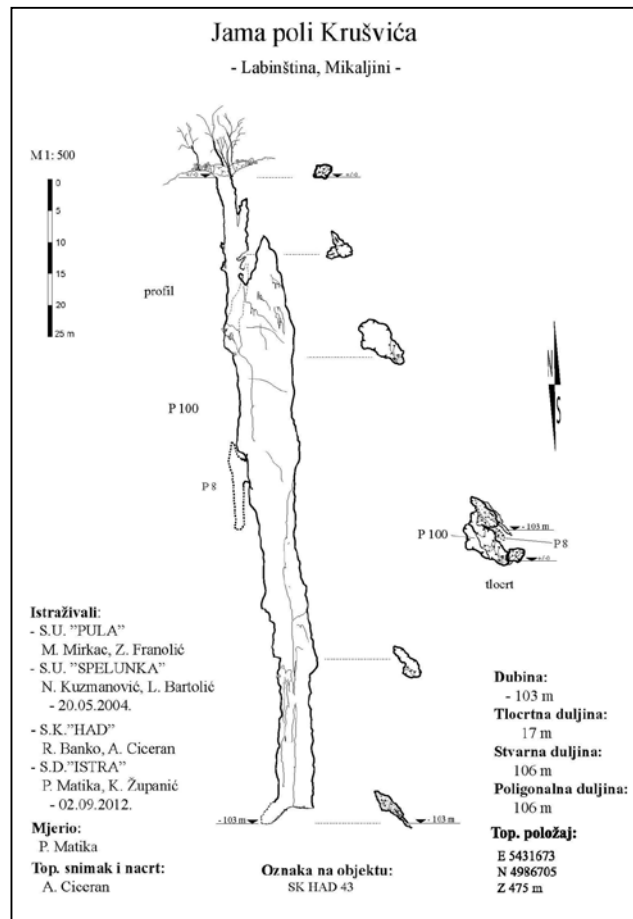 Jama poli Krušvića
- Labinština, Mikaljini -
M 1: 500
0
5
10
15
20
25 m
+/-0
+/-0
profil
P 100
P 8
N
S
P 100
- 103 m
P 8
+/-0
tlocrt
Istraživali:
- S.U. "PULA"
M. Mirkac, Z. Franolić
- S.U. "SPELUNKA"
N. Kuzmanović, L. Bartolić
- 20.05.2004.
- S.K."HAD"
R. Banko, A. Ciceran
- S.D."ISTRA"
P. Matika, K. Županić
- 02.09.2012.
Mjerio:
P. Matika
Top. snimak i nacrt:
A. Ciceran
- 103 m
- 103 m
Oznaka na objektu:
SK HAD 43
Dubina:
- 103 m
Tlocrtna duljina:
17 m
Stvarna duljina:
106 m
Poligonalna duljina:
106 m
Top. položaj:
E 5431673
N 4986705
Z 475 m